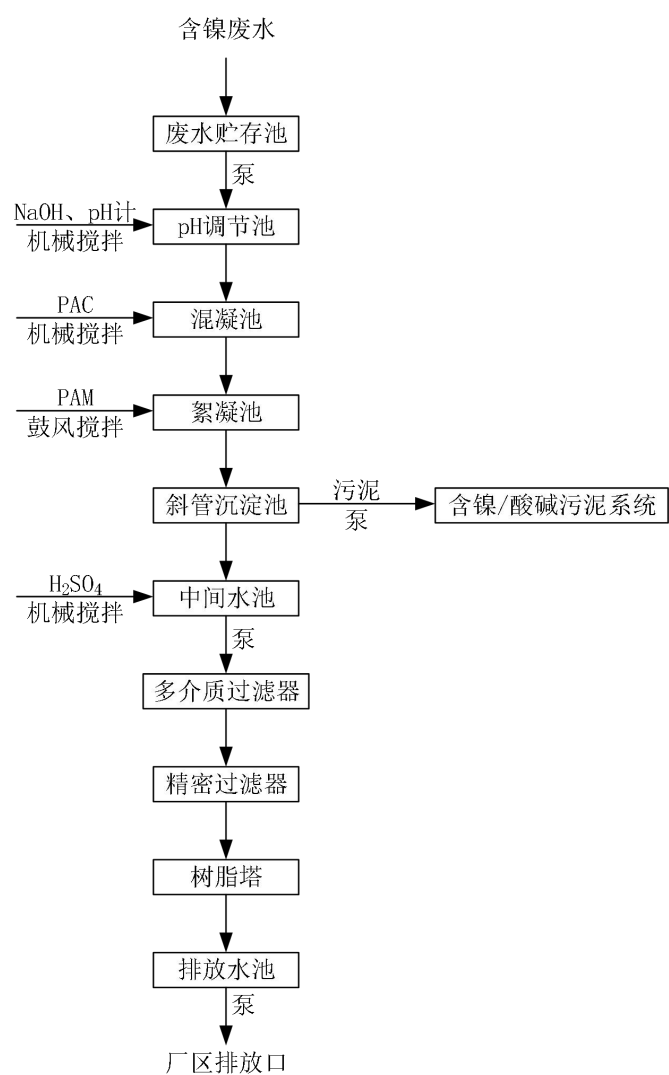 含镍废水
废水贮存池
泵
NaOH、pH计
机械搅拌
pH调节池
PAC
机械搅拌
混凝池
PAM
鼓风搅拌
絮凝池
斜管沉淀池
污泥
泵
含镍/酸碱污泥系统
H₂SO₄
机械搅拌
中间水池
泵
多介质过滤器
精密过滤器
树脂塔
排放水池
泵
厂区排放口